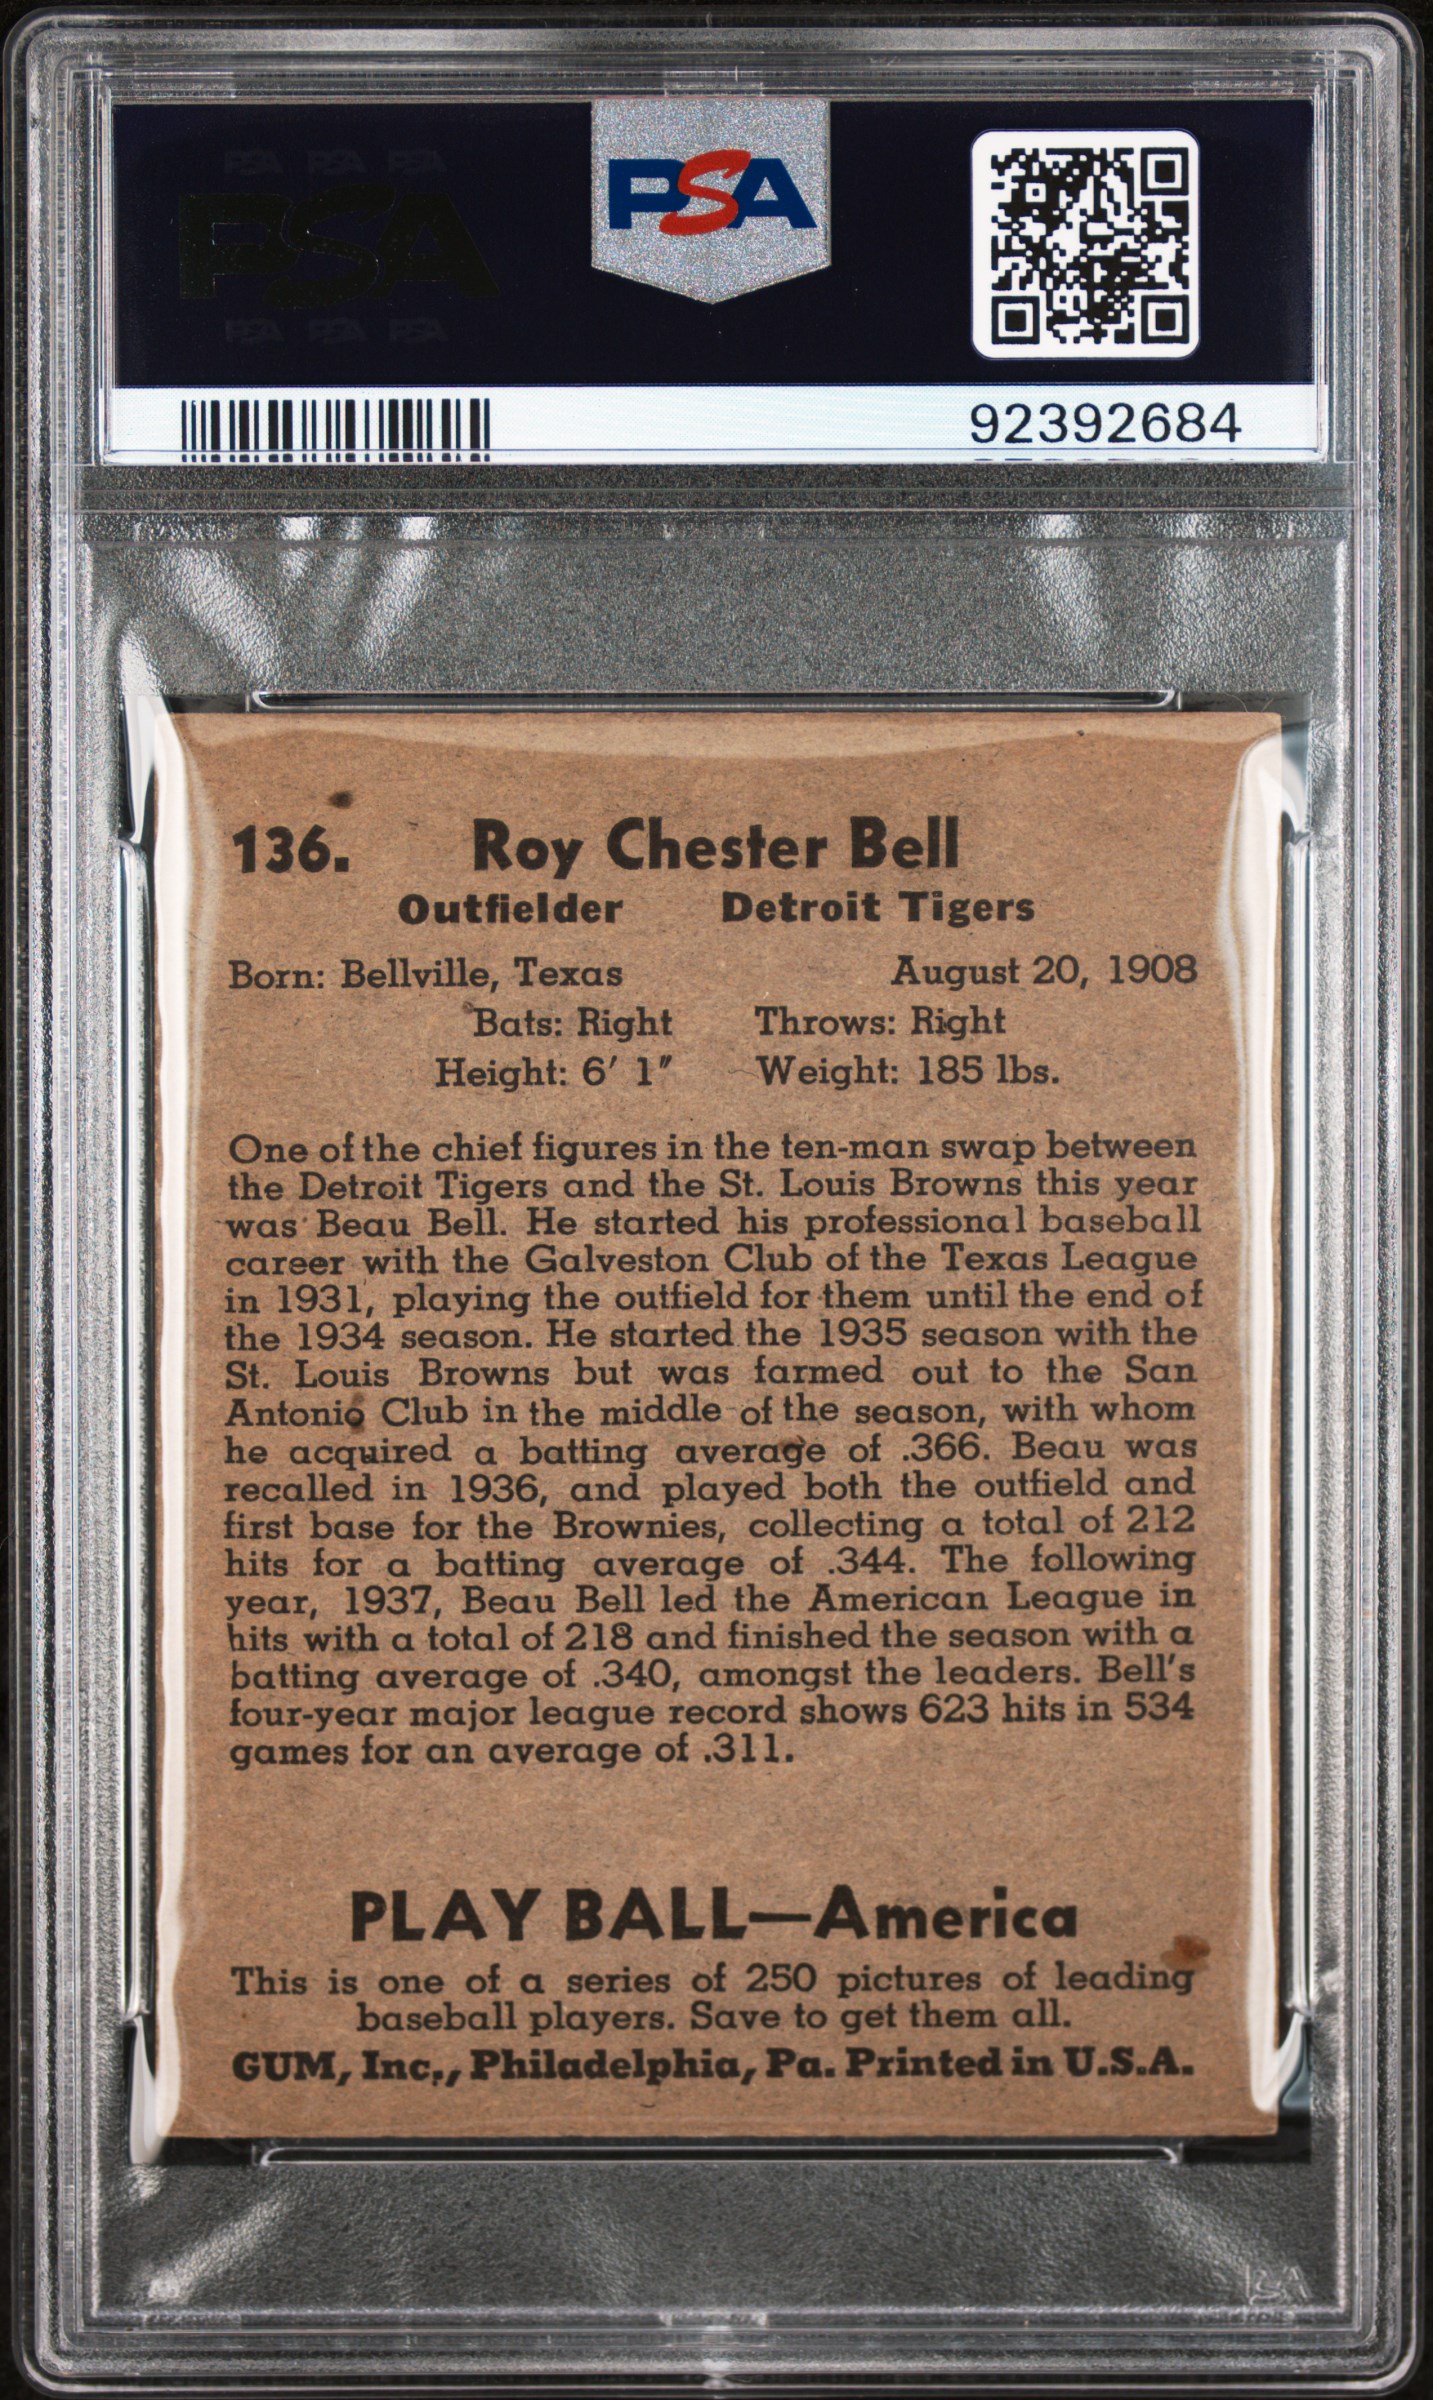 PSA PSA PSA
PSA
PSA PSA PSA
PSA
92392684
136. Roy Chester Bell
Outfielder Detroit Tigers
Born: Bellville, Texas August 20, 1908
Bats: Right Throws: Right
Height: 6' 1" Weight: 185 lbs.
One of the chief figures in the ten-man swap between
the Detroit Tigers and the St. Louis Browns this year
was Beau Bell. He started his professional baseball
career with the Galveston Club of the Texas League
in 1931, playing the outfield for them until the end of
the 1934 season. He started the 1935 season with the
St. Louis Browns but was farmed out to the San
Antonio Club in the middle of the season, with whom
he acquired a batting average of .366. Beau was
recalled in 1936, and played both the outfield and
first base for the Brownies, collecting a total of 212
hits for a batting average of .344. The following
year, 1937, Beau Bell led the American League in
hits with a total of 218 and finished the season with a
batting average of .340, amongst the leaders. Bell's
four-year major league record shows 623 hits in 534
games for an average of .311.
PLAY BALL—America
This is one of a series of 250 pictures of leading
baseball players. Save to get them all.
GUM, Inc., Philadelphia, Pa. Printed in U.S.A.